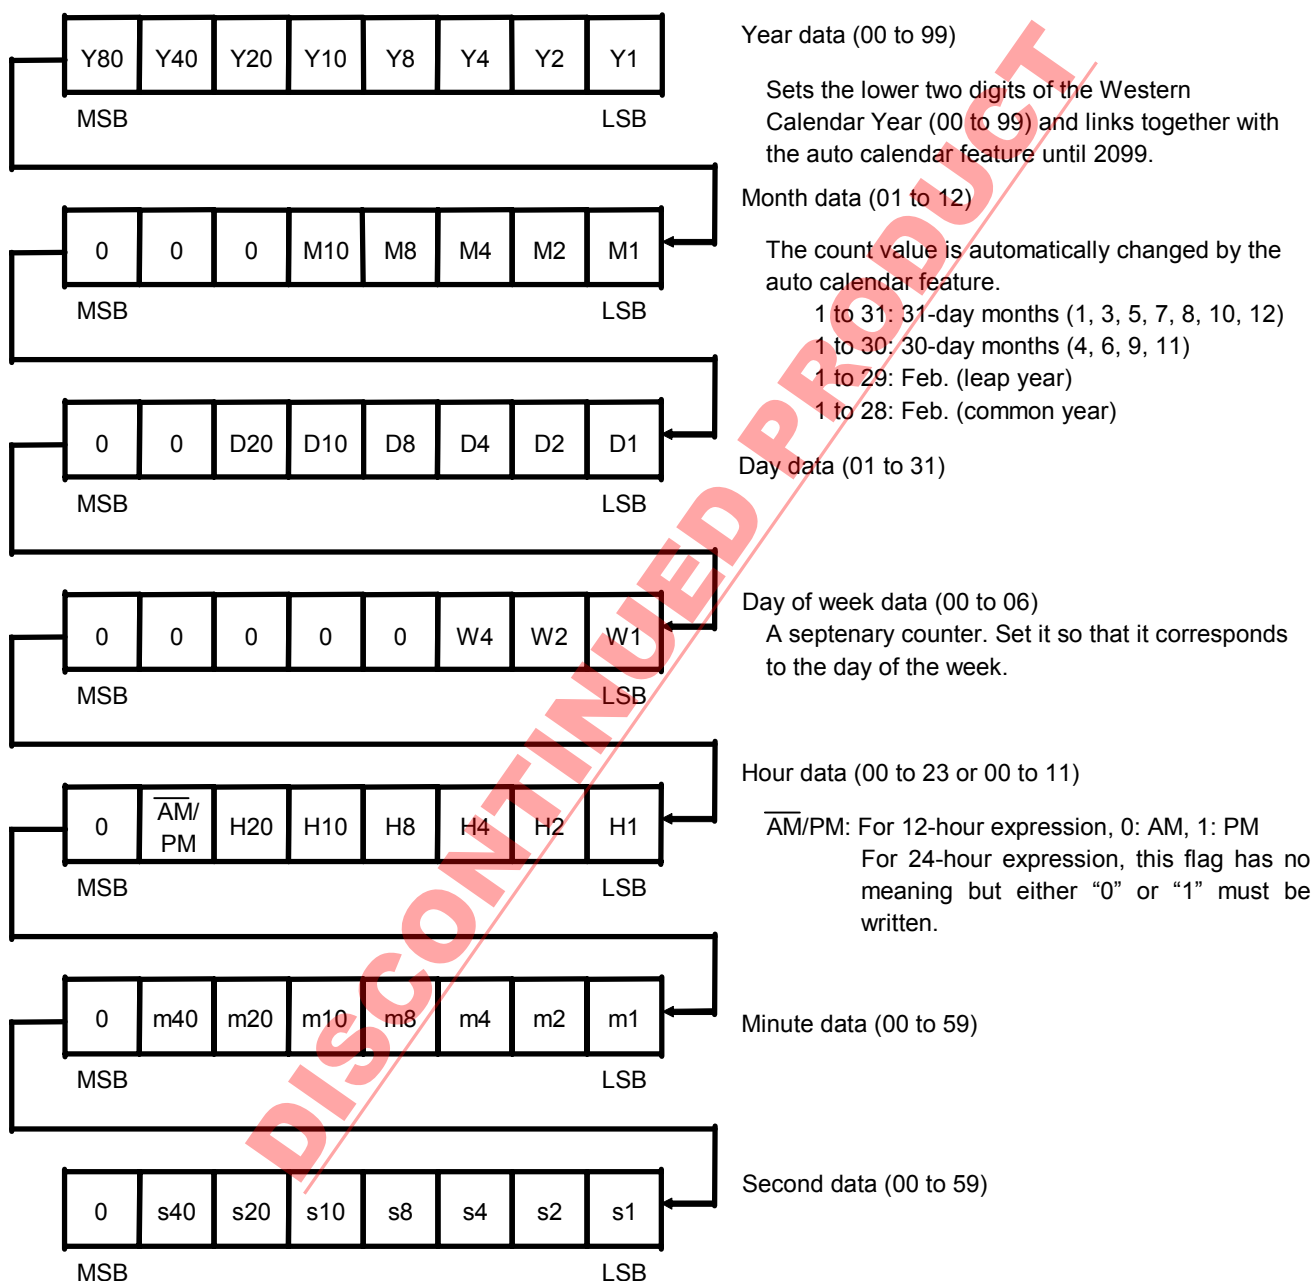 Y80 Y40 Y20 Y10 Y8 Y4 Y2 Y1
MSB LSB
Year data (00 to 99)
Sets the lower two digits of the Western
Calendar Year (00 to 99) and links together with
the auto calendar feature until 2099.
0 0 0 M10 M8 M4 M2 M1
MSB LSB
Month data (01 to 12)
The count value is automatically changed by the
auto calendar feature.
1 to 31: 31-day months (1, 3, 5, 7, 8, 10, 12)
1 to 30: 30-day months (4, 6, 9, 11)
1 to 29: Feb. (leap year)
1 to 28: Feb. (common year)
0 0 D20 D10 D8 D4 D2 D1
MSB LSB
Day data (01 to 31)
0 0 0 0 0 W4 W2 W1
MSB LSB
Day of week data (00 to 06)
A septenary counter. Set it so that it corresponds
to the day of the week.
0 A̅M̅/PM H20 H10 H8 H4 H2 H1
MSB LSB
Hour data (00 to 23 or 00 to 11)
A̅M̅/PM: For 12-hour expression, 0: AM, 1: PM
For 24-hour expression, this flag has no
meaning but either “0” or “1” must be
written.
0 m40 m20 m10 m8 m4 m2 m1
MSB LSB
Minute data (00 to 59)
0 s40 s20 s10 s8 s4 s2 s1
MSB LSB
Second data (00 to 59)
DISCONTINUED PRODUCT